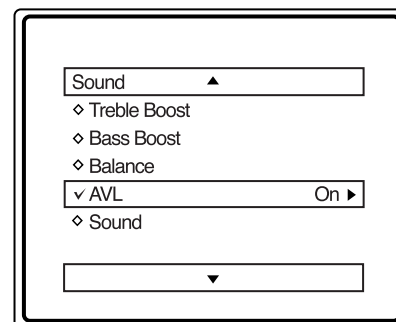 Sound ▲
◇ Treble Boost
◇ Bass Boost
◇ Balance
✓ AVL On ▶
◇ Sound
▼